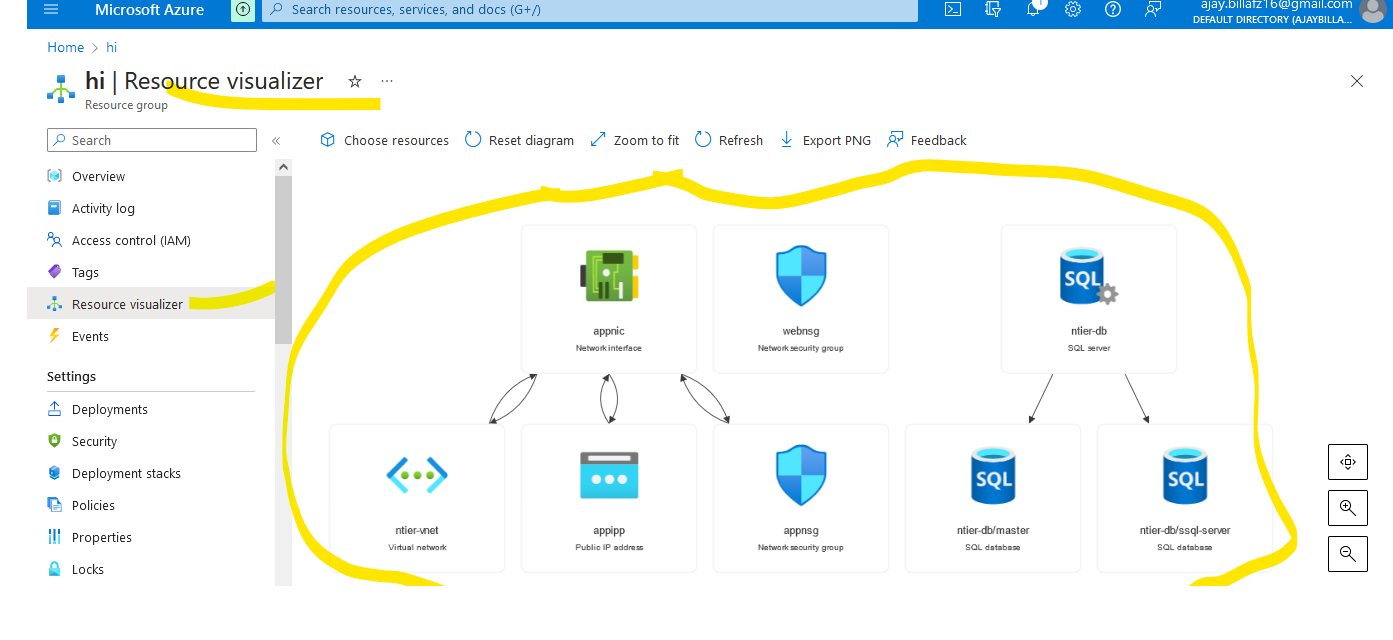 Microsoft Azure
Search resources, services, and docs (G+/)
1
ajay.billafz16@gmail.com
DEFAULT DIRECTORY (AJAYBILLA...
Home > hi
hi | Resource visualizer
Resource group
Search
Choose resources
Reset diagram
Zoom to fit
Refresh
Export PNG
Feedback
Overview
Activity log
Access control (IAM)
Tags
Resource visualizer
Events
Settings
Deployments
Security
Deployment stacks
Policies
Properties
Locks
appnic
Network interface
webnsg
Network security group
SQL
ntier-db
SQL server
ntier-vnet
Virtual network
appipp
Public IP address
appnsg
Network security group
SQL
ntier-db/master
SQL database
SQL
ntier-db/ssql-server
SQL database